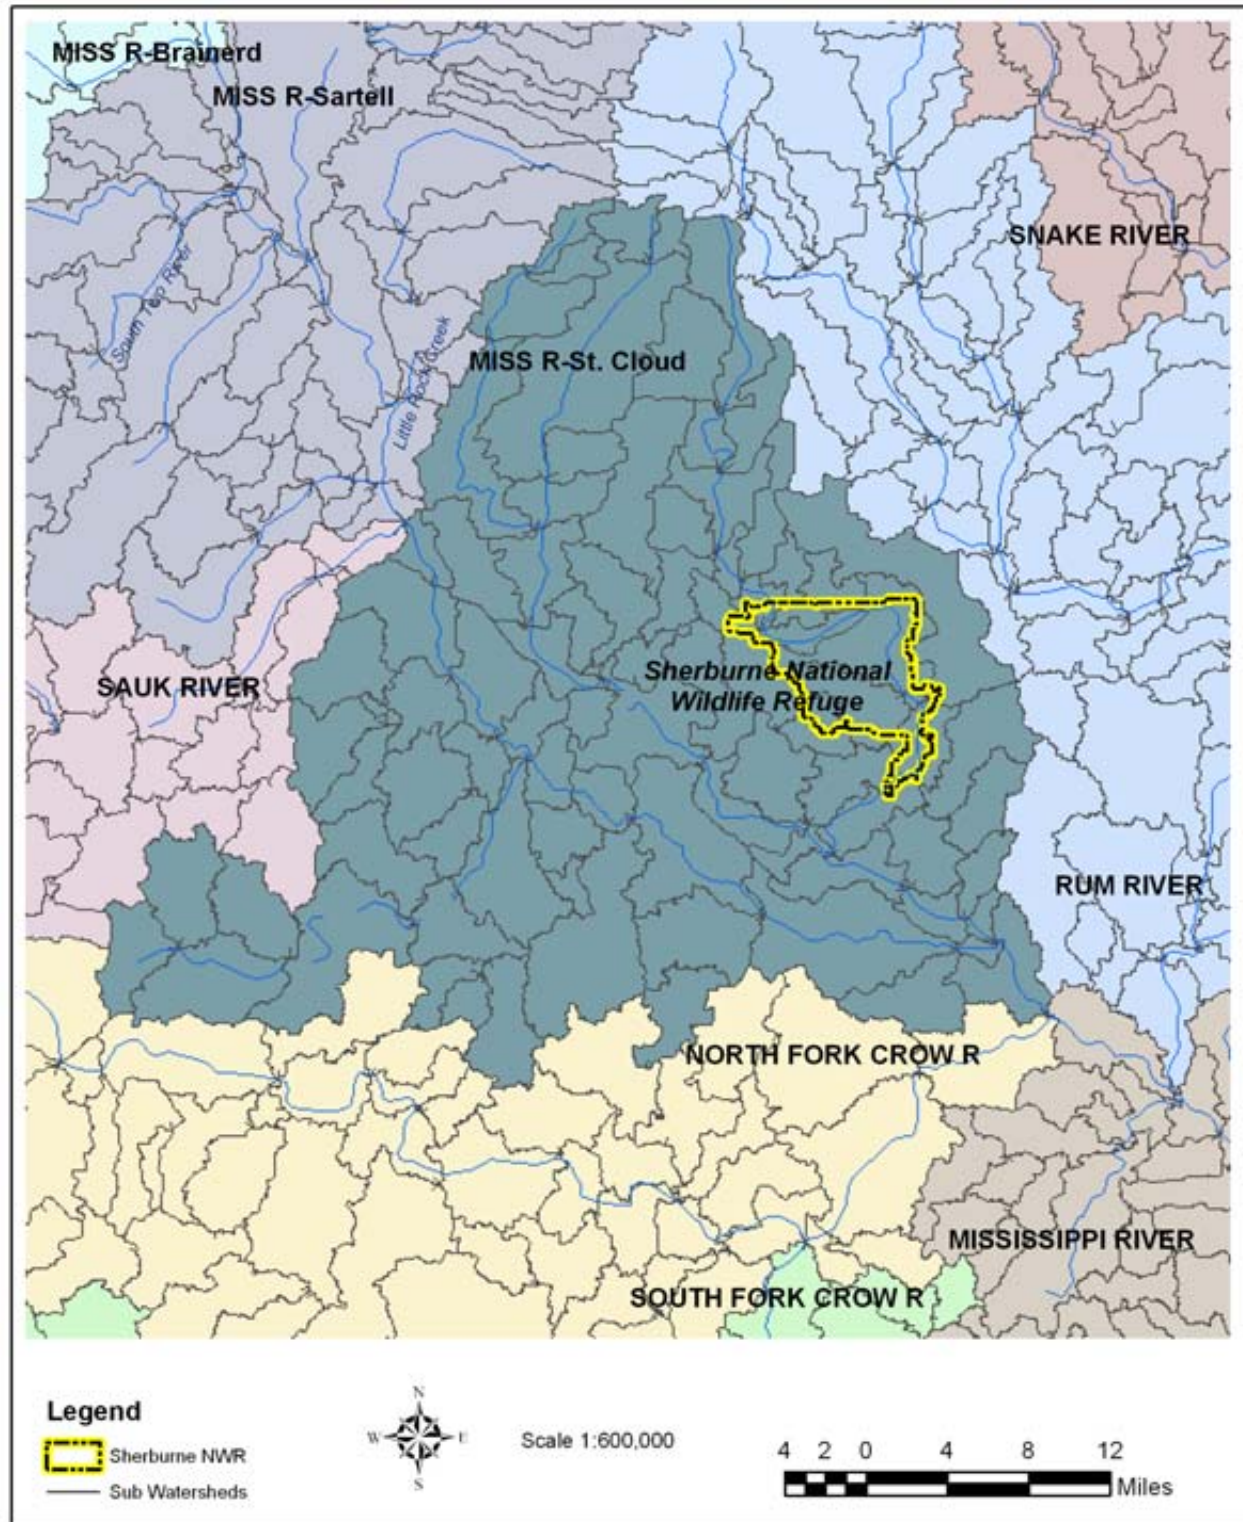 MISS R-Brainerd
MISS R-Sartell
SNAKE RIVER
South Two River
Little Rock Creek
MISS R-St. Cloud
Sherburne National
Wildlife Refuge
SAUK RIVER
RUM RIVER
NORTH FORK CROW R
MISSISSIPPI RIVER
SOUTH FORK CROW R
Legend
Sherburne NWR
Sub Watersheds
N
W E
S
Scale 1:600,000
4 2 0 4 8 12
Miles